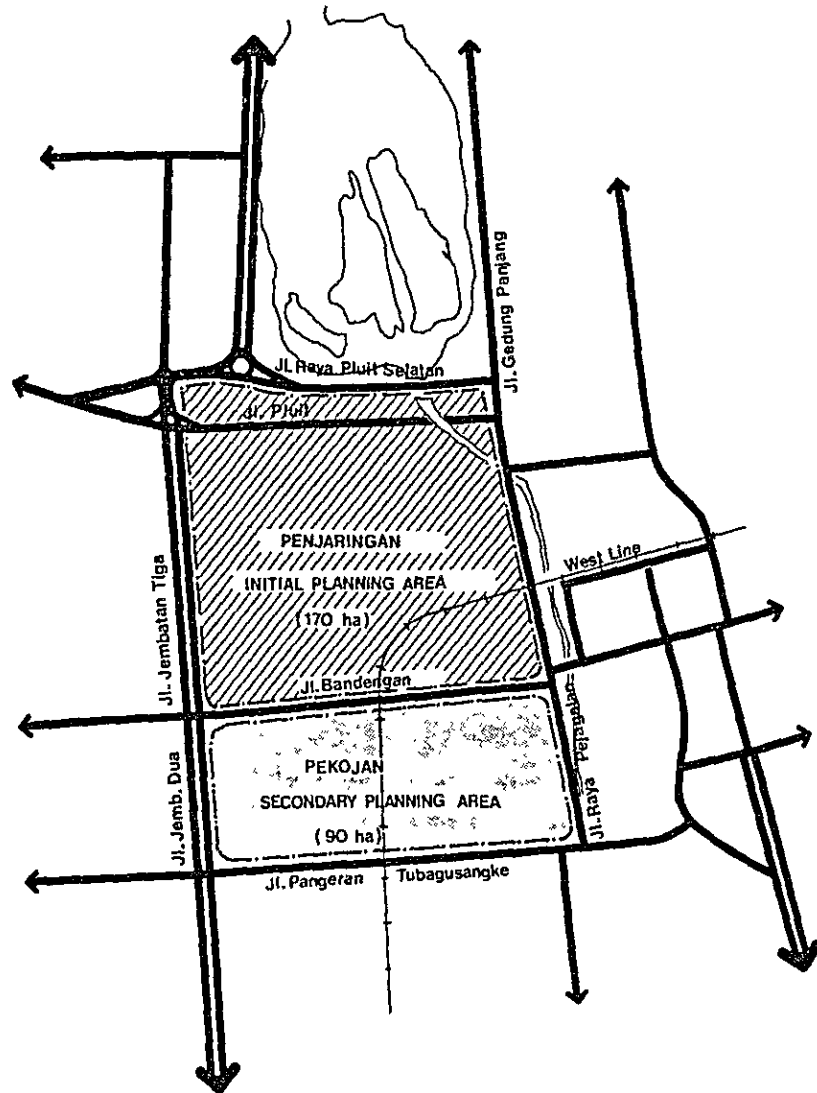 Jl. Gedung Panjang
Jl. Raya Pluit Selatan
Jl. Pluit
PENJARINGAN
INITIAL PLANNING AREA
(170 ha)
West Line
Jl. Jembatan Tiga
Jl. Bandengan
Jl. Jemb. Dua
PEKOJAN
SECONDARY PLANNING AREA
(90 ha)
Jl. Raya Pejagalan
Jl. Pangeran Tubagusangke